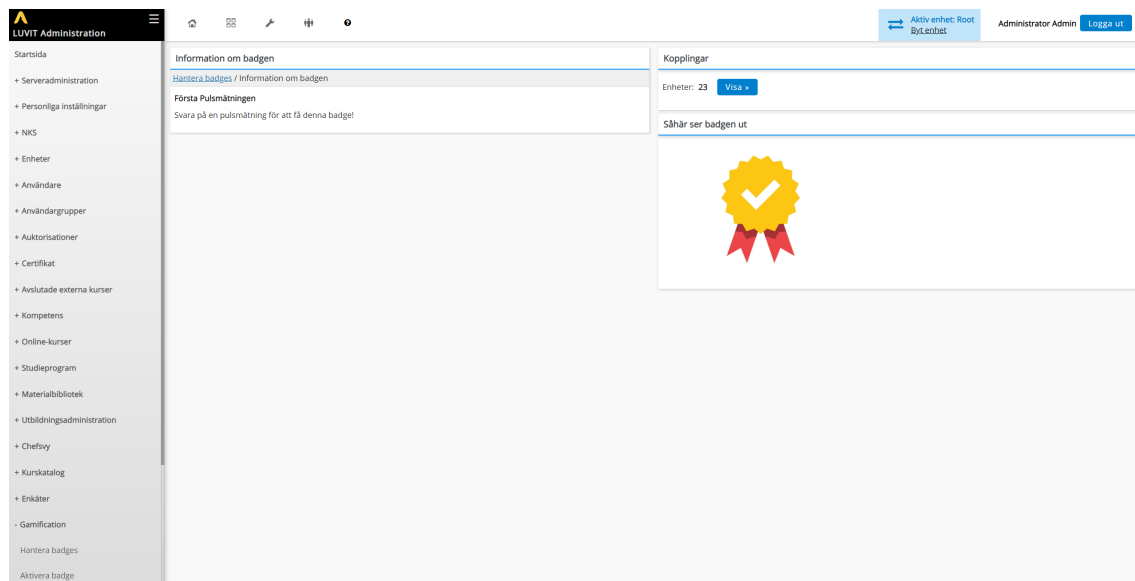 LUVIT Administration
Startsida
+ Serveradministration
+ Personliga inställningar
+ NKS
+ Enheter
+ Användare
+ Användargrupper
+ Auktorisationer
+ Certifikat
+ Avslutade externa kurser
+ Kompetens
+ Online-kurser
+ Studieprogram
+ Materialbibliotek
+ Utbildningsadministration
+ Chefsvy
+ Kurskatalog
+ Enkäter
- Gamification
Hantera badges
Aktivera badge
Aktiv enhet: Root
Byt enhet
Administrator Admin Logga ut
Information om badgen
Hantera badges / Information om badgen
Första Pulsmätningen
Svara på en pulsmätning för att få denna badge!
Kopplingar
Enheter: 23 Visa »
Såhär ser badgen ut